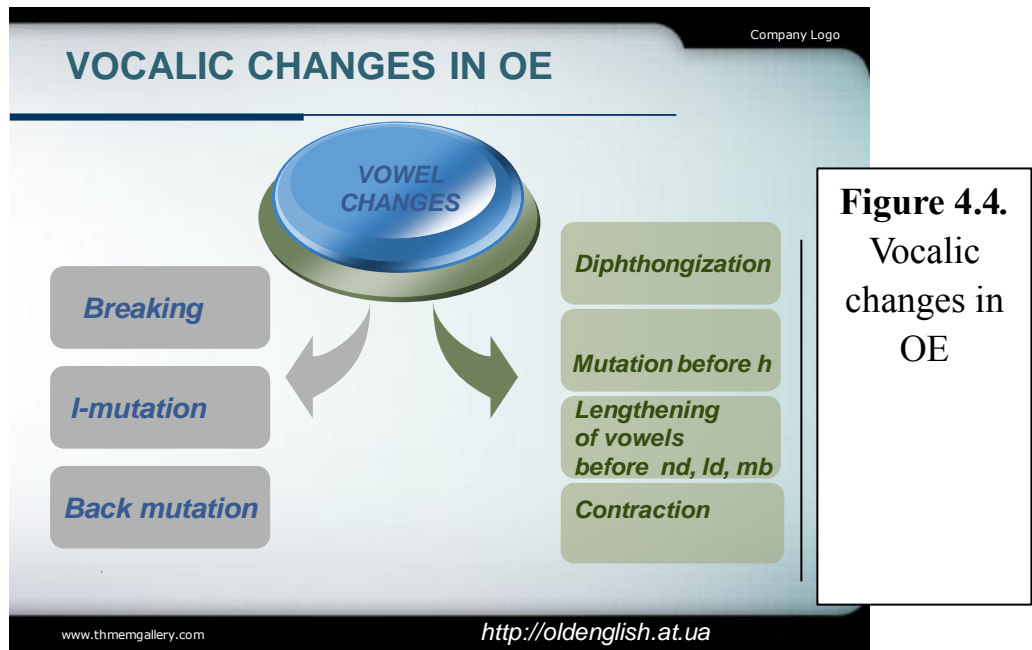 Company Logo
VOCALIC CHANGES IN OE
VOWEL
CHANGES
Breaking
I-mutation
Back mutation
Diphthongization
Mutation before h
Lengthening
of vowels
before nd, ld, mb
Contraction
www.thmemgallery.com
http://oldenglish.at.ua
Figure 4.4.
Vocalic
changes in
OE